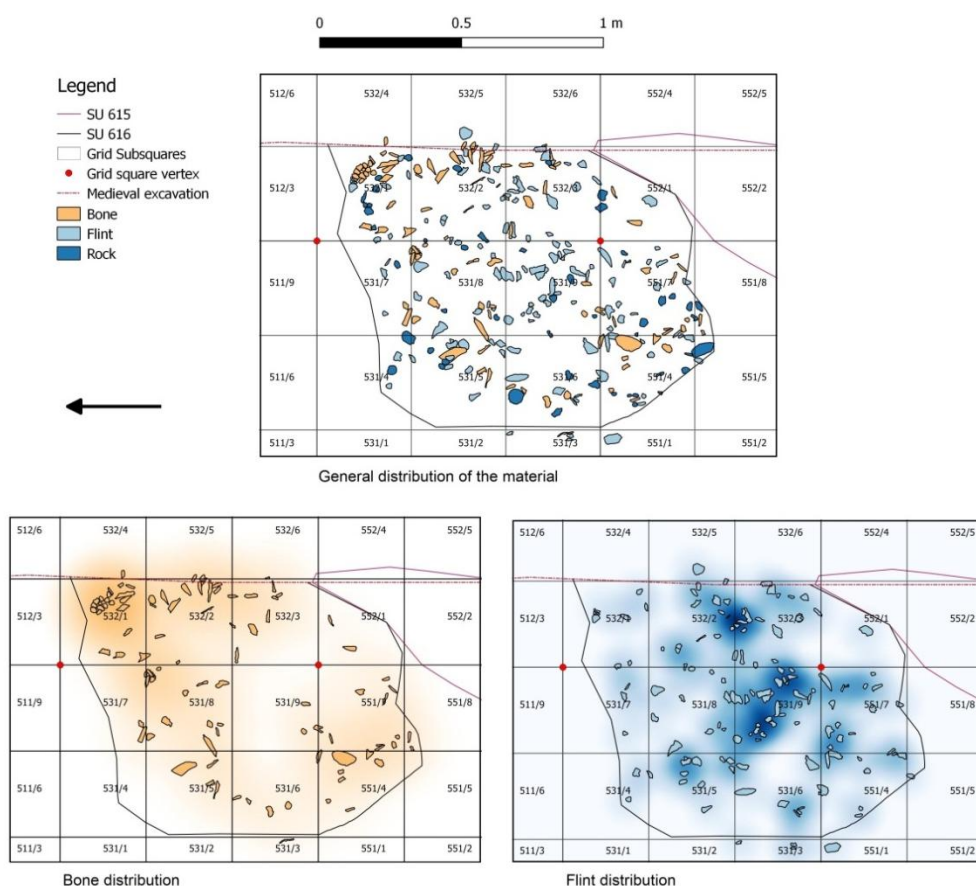 0 0.5 1 m
Legend
SU 615
SU 616
Grid Subsquares
Grid square vertex
Medieval excavation
Bone
Flint
Rock
512/6 532/4 532/5 532/6 552/4 552/5
512/3 532/1 532/2 532/3 552/1 552/2
511/9 531/7 531/8 531/9 551/7 551/8
511/6 531/4 531/5 531/6 551/4 551/5
511/3 531/1 531/2 531/3 551/1 551/2
General distribution of the material
512/6 532/4 532/5 532/6 552/4 552/5
512/3 532/1 532/2 532/3 552/1 552/2
511/9 531/7 531/8 531/9 551/7 551/8
511/6 531/4 531/5 531/6 551/4 551/5
511/3 531/1 531/2 531/3 551/1 551/2
Bone distribution
512/6 532/4 532/5 532/6 552/4 552/5
512/3 532/1 532/2 532/3 552/1 552/2
511/9 531/7 531/8 531/9 551/7 551/8
511/6 531/4 531/5 531/6 551/4 551/5
511/3 531/1 531/2 531/3 551/1 551/2
Flint distribution